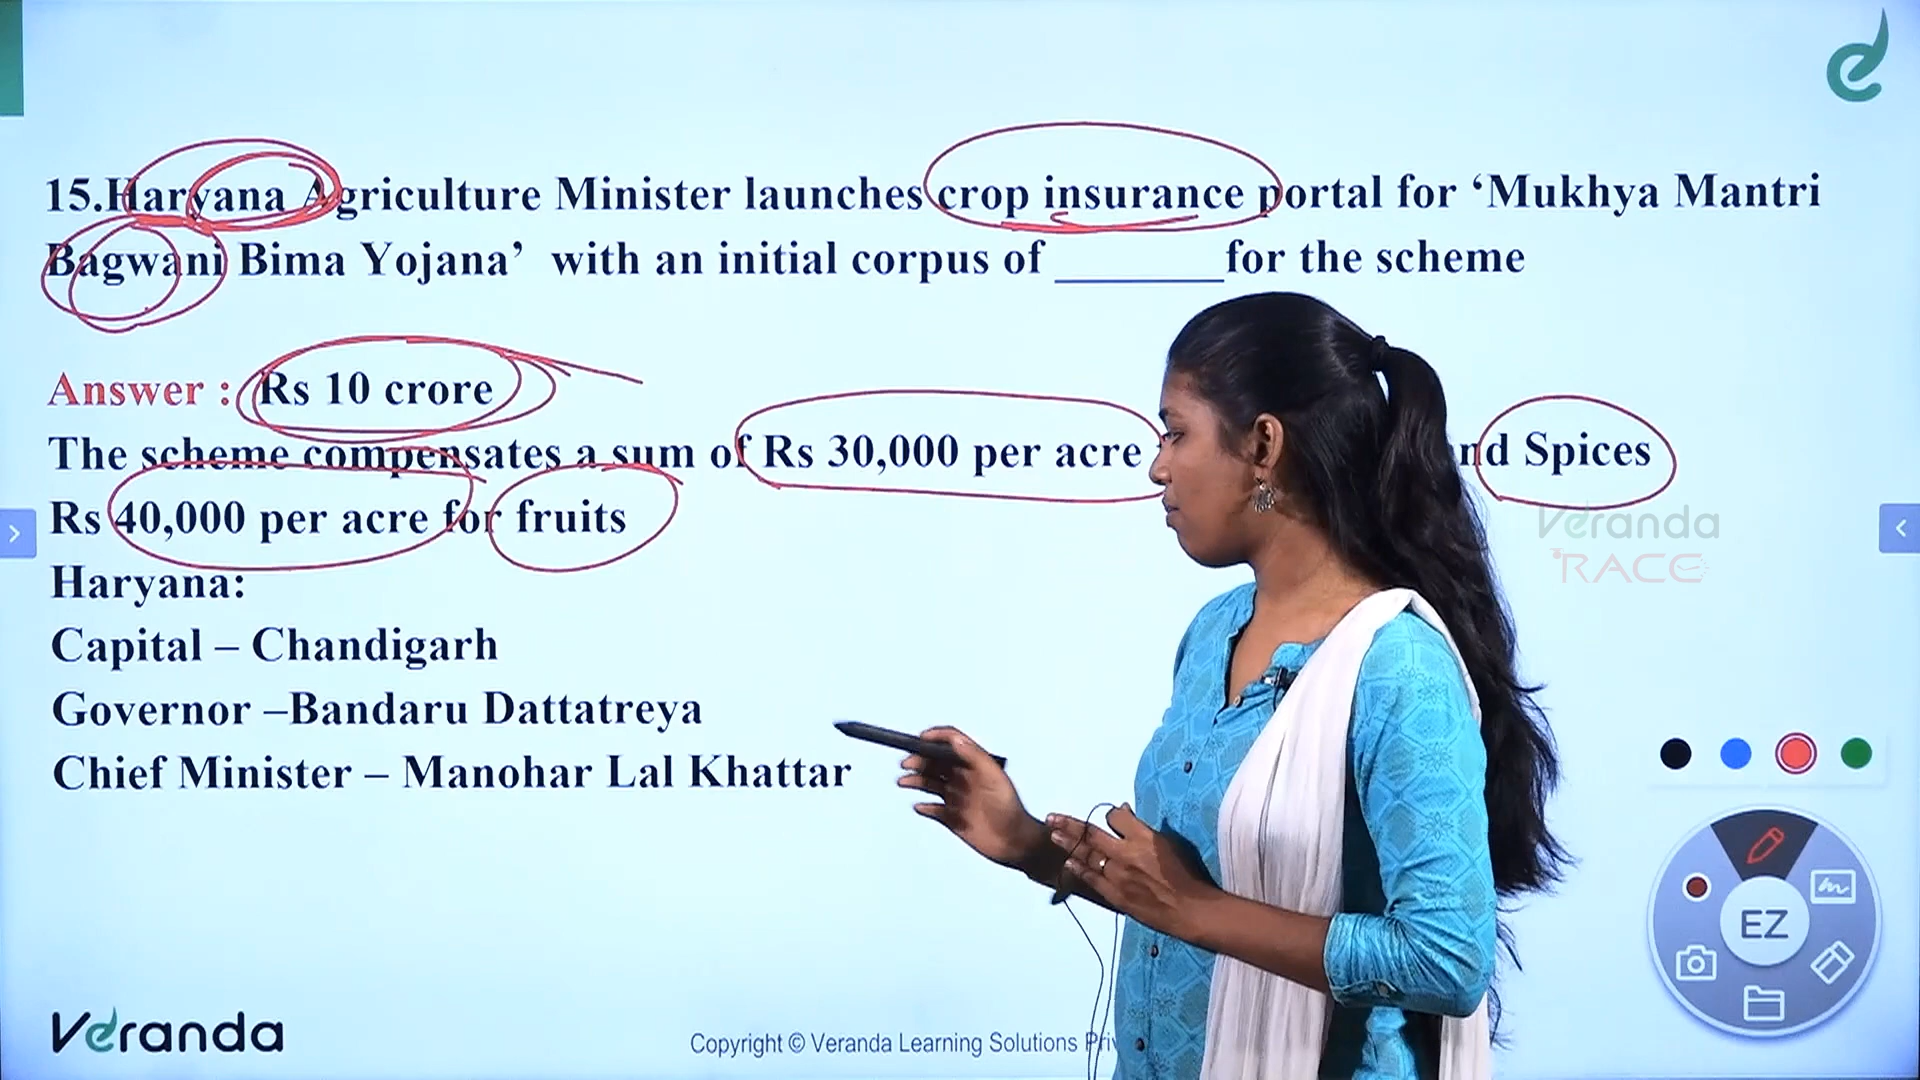 15.Haryana Agriculture Minister launches crop insurance portal for ‘Mukhya Mantri
Bagwani Bima Yojana’ with an initial corpus of _______for the scheme
Answer : Rs 10 crore
The scheme compensates a sum of Rs 30,000 per acre nd Spices
Rs 40,000 per acre for fruits
Veranda
RACE
Haryana:
Capital – Chandigarh
Governor –Bandaru Dattatreya
Chief Minister – Manohar Lal Khattar
EZ
Veranda
Copyright © Veranda Learning Solutions Priv